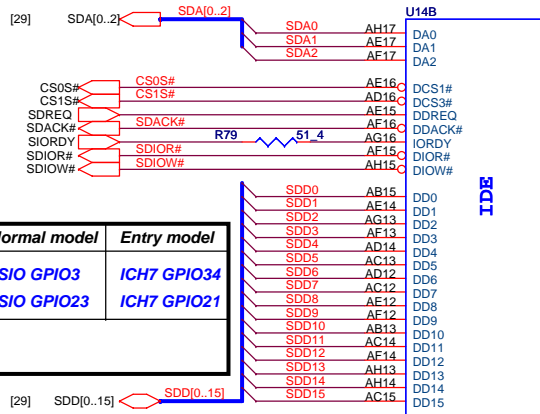 U14B
[29] SDA[0..2] SDA[0..2]
SDA0 AH17 DA0
SDA1 AE17 DA1
SDA2 AF17 DA2
CS0S# CS0S# AE16 DCS1#
CS1S# CS1S# AD16 DCS3#
SDREQ AE15 DDREQ
SDACK# SDACK# AF16 DDACK#
SIORDY R79 51_4 AG16 IORDY
SDIOR# SDIOR# AF15 DIOR#
SDIOW# SDIOW# AH15 DIOW#
IDE
SDD0 AB15 DD0
SDD1 AE14 DD1
SDD2 AG13 DD2
SDD3 AF13 DD3
SDD4 AD14 DD4
SDD5 AC13 DD5
SDD6 AD12 DD6
SDD7 AC12 DD7
SDD8 AE12 DD8
SDD9 AF12 DD9
SDD10 AB13 DD10
SDD11 AC14 DD11
SDD12 AF14 DD12
SDD13 AH13 DD13
SDD14 AH14 DD14
SDD15 AC15 DD15
ormal model Entry model
SIO GPIO3 ICH7 GPIO34
SIO GPIO23 ICH7 GPIO21
[29] SDD[0..15] SDD[0..15]